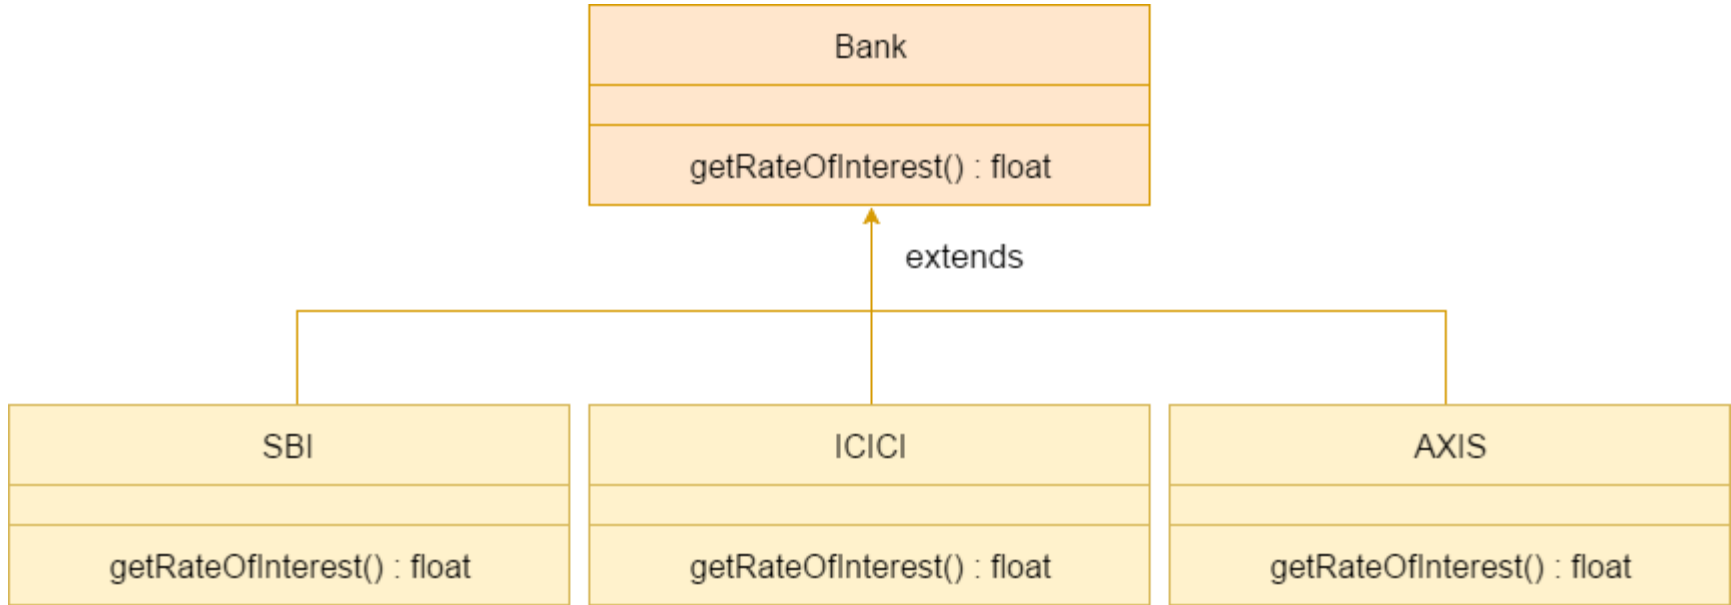 Bank
getRateOfInterest() : float
extends
SBI
ICICI
AXIS
getRateOfInterest() : float
getRateOfInterest() : float
getRateOfInterest() : float